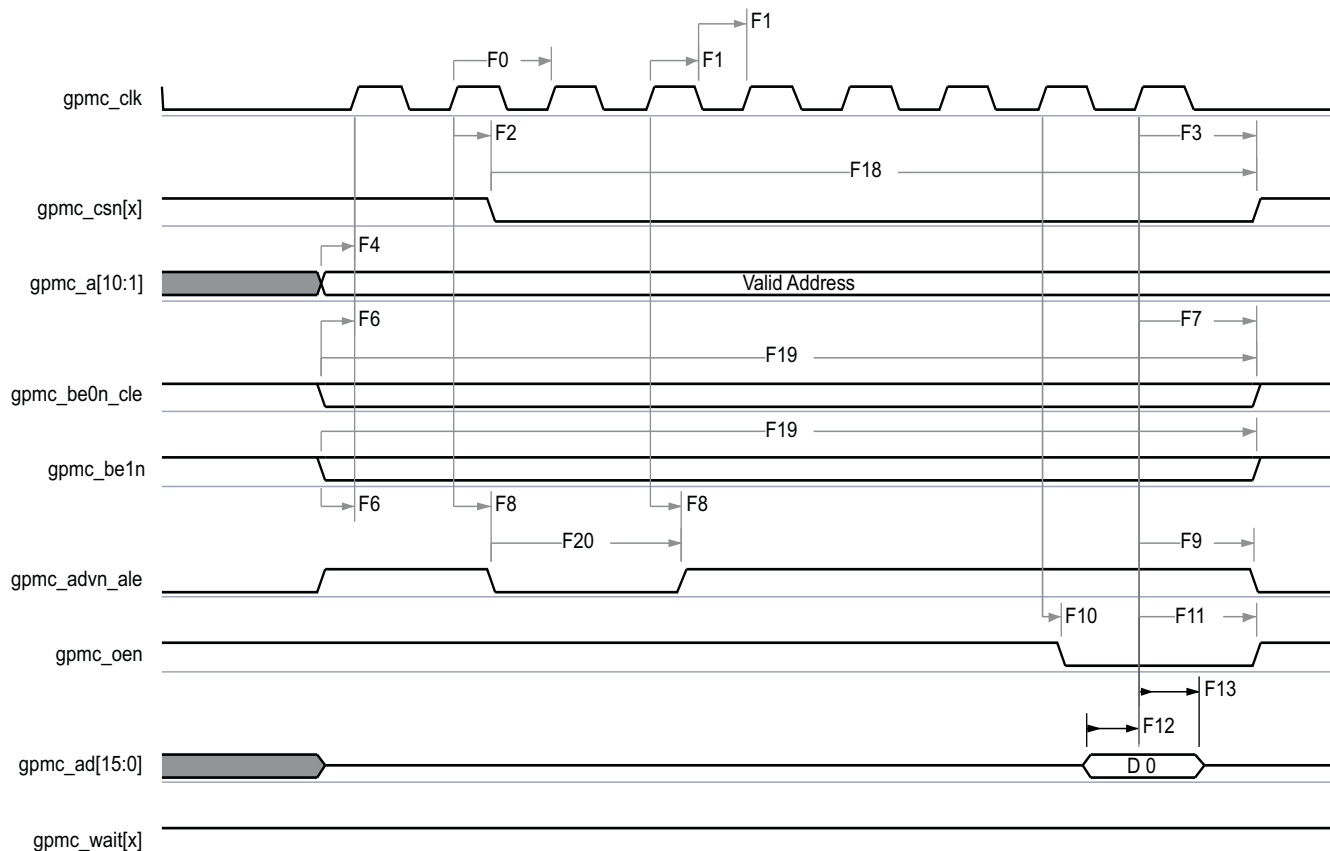 F1
F0 F1
gpmc_clk
F2 F3
F18
gpmc_csn[x]
F4
gpmc_a[10:1] Valid Address
F6 F7
F19
gpmc_be0n_cle
F19
gpmc_be1n
F6 F8 F8
F20 F9
gpmc_advn_ale
F10 F11
gpmc_oen
F13
F12
gpmc_ad[15:0] D 0
gpmc_wait[x]